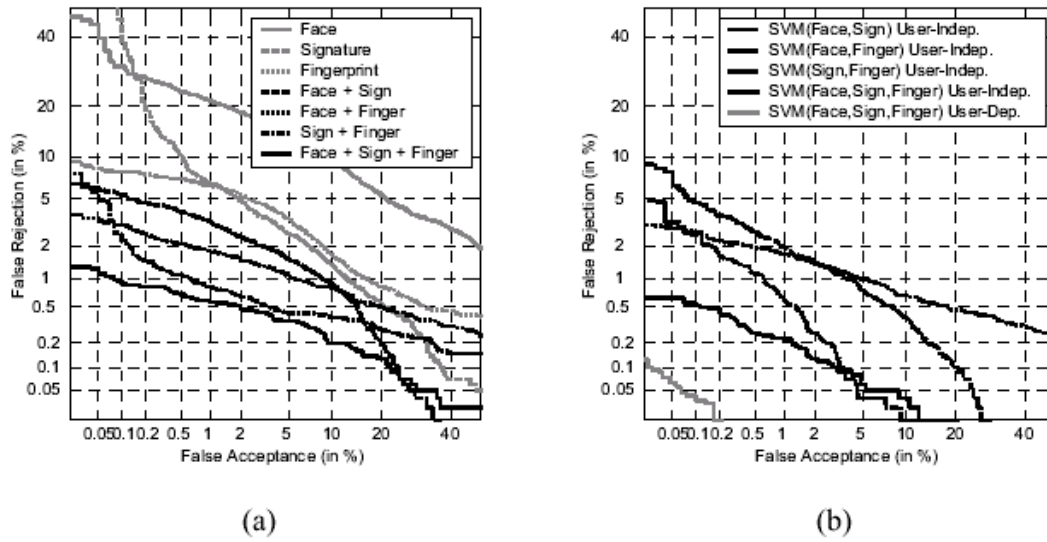 40
20
10
5
2
1
0.5
0.2
0.1
0.05
False Rejection (in %)
Face
Signature
Fingerprint
Face + Sign
Face + Finger
Sign + Finger
Face + Sign + Finger
0.05 0.1 0.2 0.5 1 2 5 10 20 40
False Acceptance (in %)
(a)
40
20
10
5
2
1
0.5
0.2
0.1
0.05
False Rejection (in %)
SVM(Face,Sign) User-Indep.
SVM(Face,Finger) User-Indep.
SVM(Sign,Finger) User-Indep.
SVM(Face,Sign,Finger) User-Indep.
SVM(Face,Sign,Finger) User-Dep.
0.05 0.1 0.2 0.5 1 2 5 10 20 40
False Acceptance (in %)
(b)